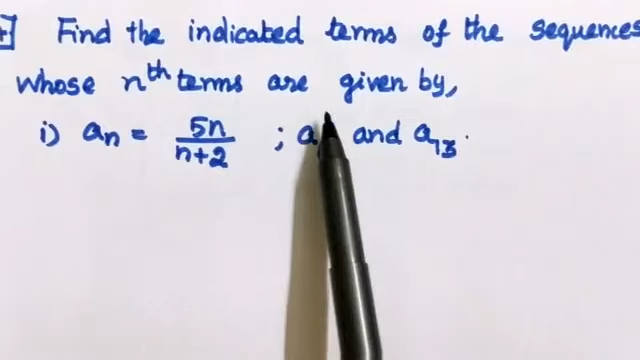 Find the indicated terms of the sequences
whose nth terms are given by,
i) an = 5n/n+2 ; a and a13.